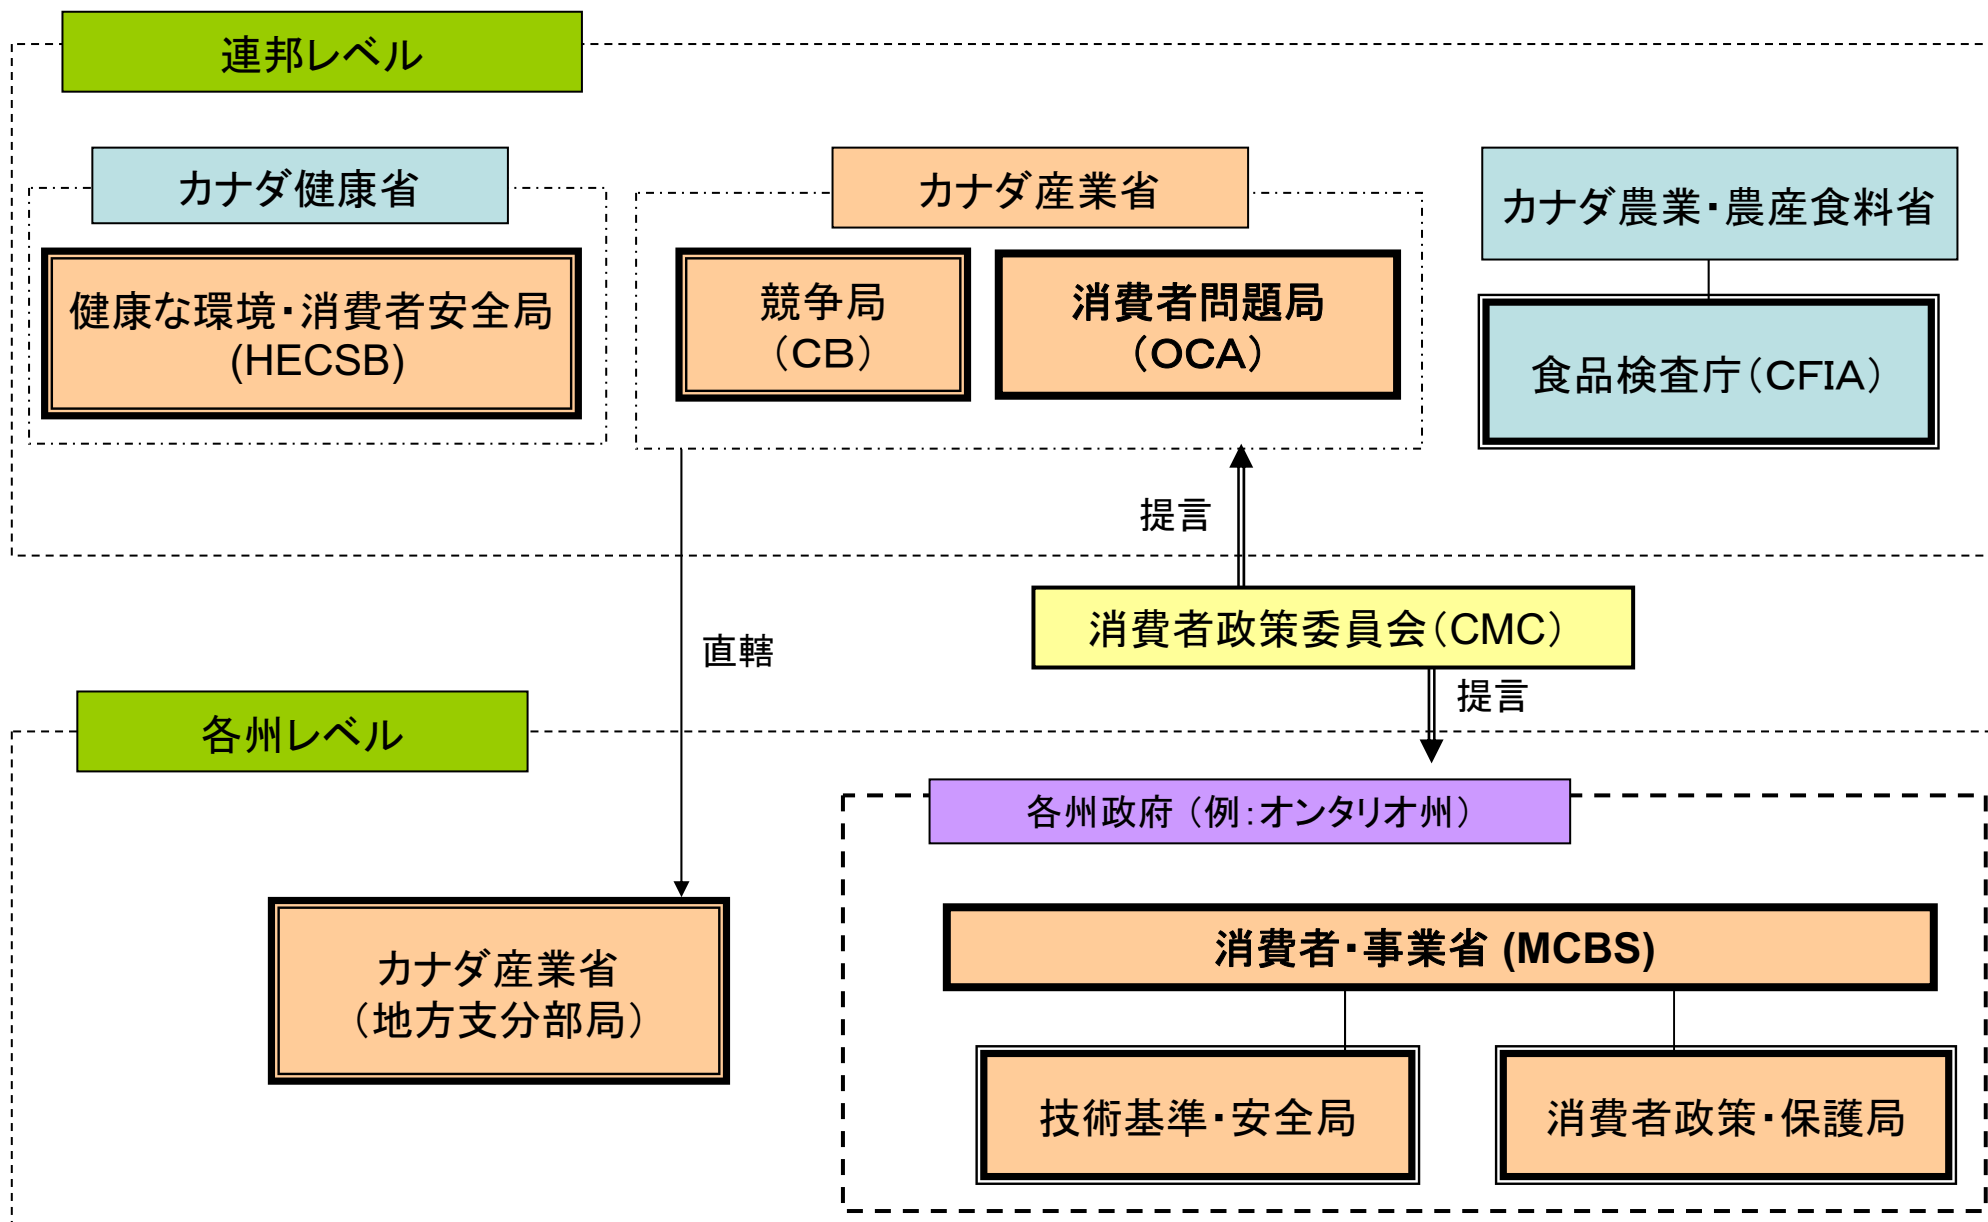 連邦レベル
カナダ健康省
カナダ産業省
カナダ農業・農産食料省
健康な環境・消費者安全局
(HECSB)
競争局
（CB）
消費者問題局
（OCA）
食品検査庁（CFIA）
提言
消費者政策委員会（CMC）
直轄
提言
各州レベル
各州政府（例：オンタリオ州）
カナダ産業省
（地方支分部局）
消費者・事業省 (MCBS)
技術基準・安全局
消費者政策・保護局